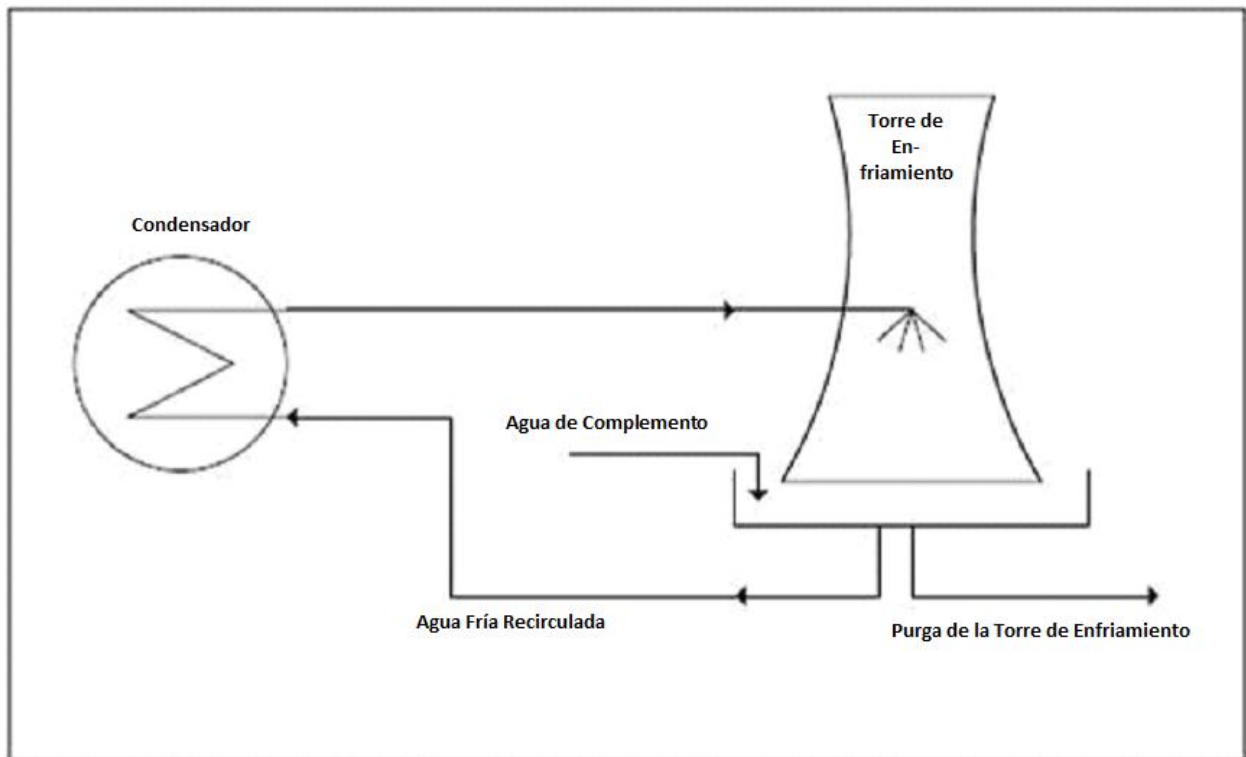 Torre de
En-
friamiento
Condensador
Agua de Complemento
Agua Fría Recirculada
Purga de la Torre de Enfriamiento